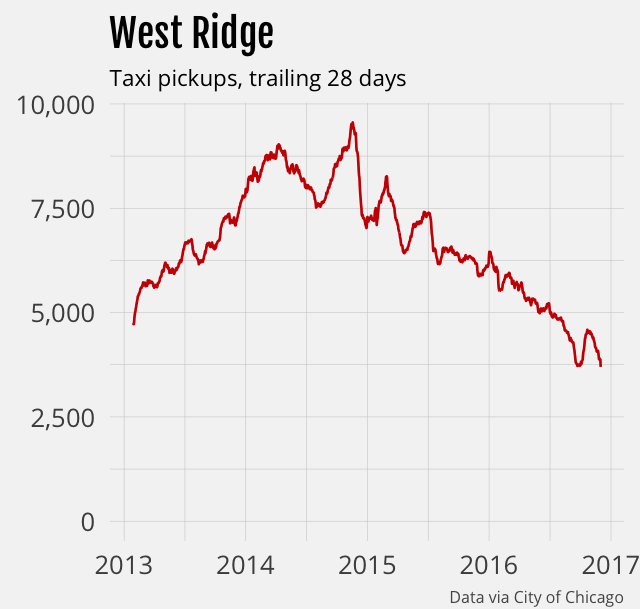 West Ridge
Taxi pickups, trailing 28 days
10,000
7,500
5,000
2,500
0
2013 2014 2015 2016 2017
Data via City of Chicago